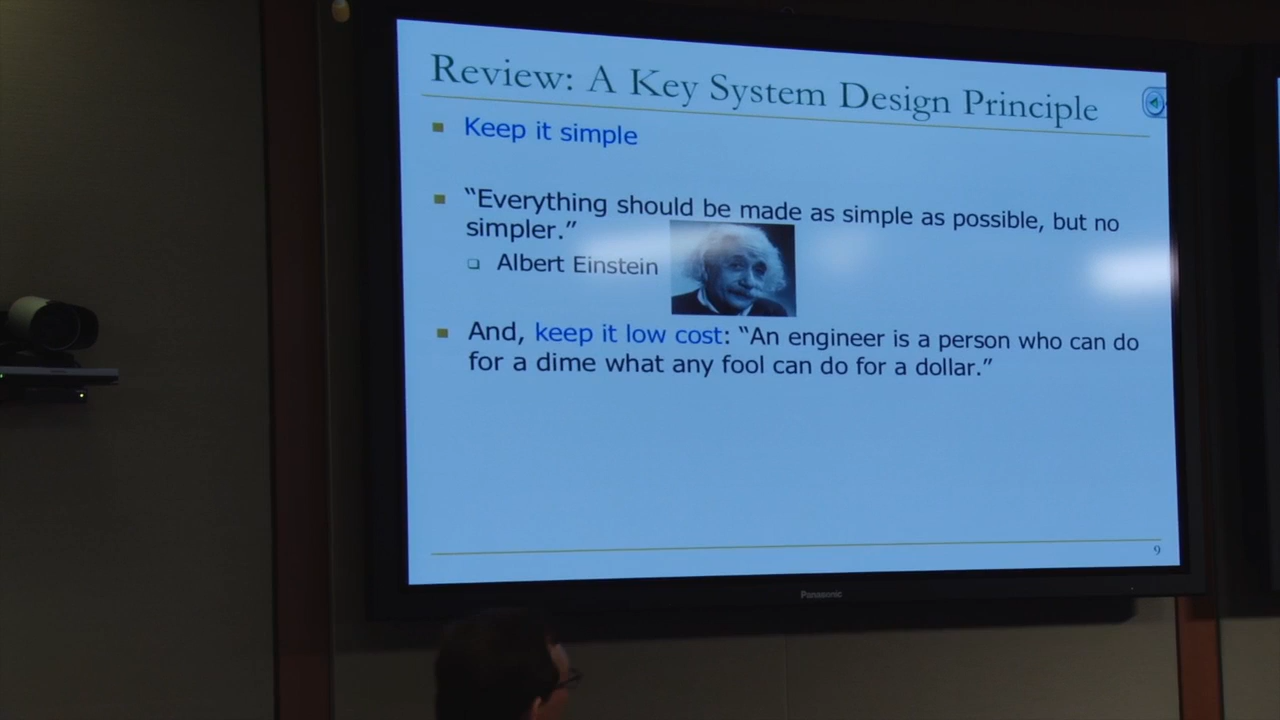 Review: A Key System Design Principle
Keep it simple
“Everything should be made as simple as possible, but no
simpler.”
Albert Einstein
And, keep it low cost: “An engineer is a person who can do
for a dime what any fool can do for a dollar.”
9
Panasonic